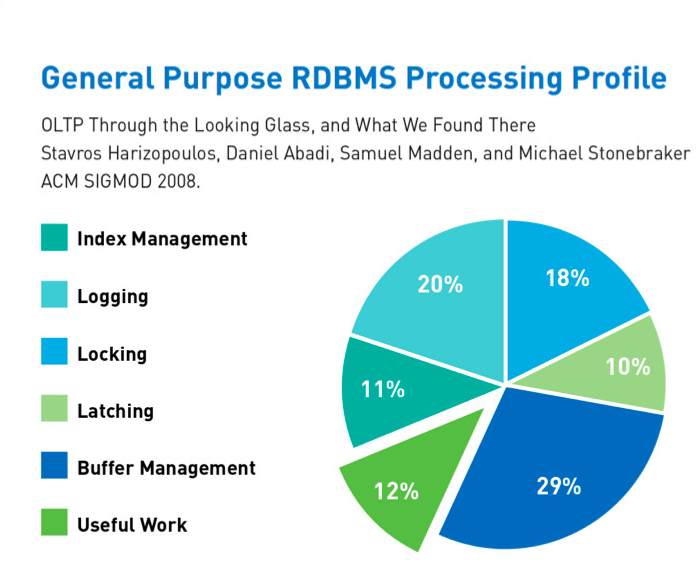 General Purpose RDBMS Processing Profile
OLTP Through the Looking Glass, and What We Found There
Stavros Harizopoulos, Daniel Abadi, Samuel Madden, and Michael Stonebraker
ACM SIGMOD 2008.
Index Management
Logging
Locking
Latching
Buffer Management
Useful Work
20%
18%
10%
11%
29%
12%